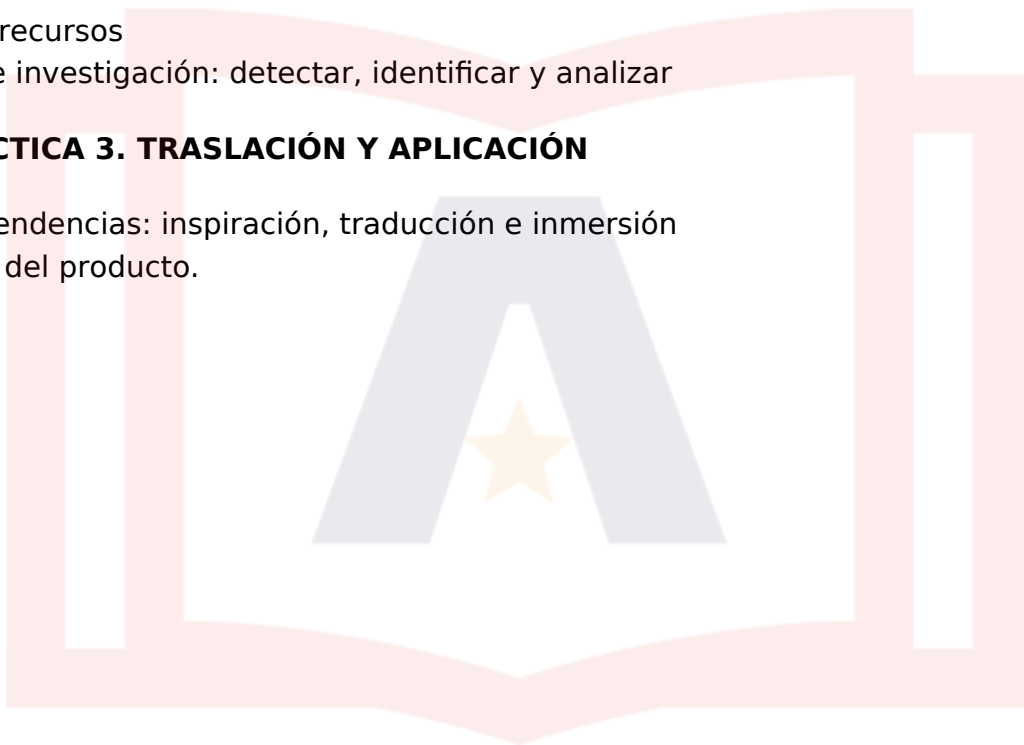 recursos
e investigación: detectar, identificar y analizar
CTICA 3. TRASLACIÓN Y APLICACIÓN
endencias: inspiración, traducción e inmersión
del producto.